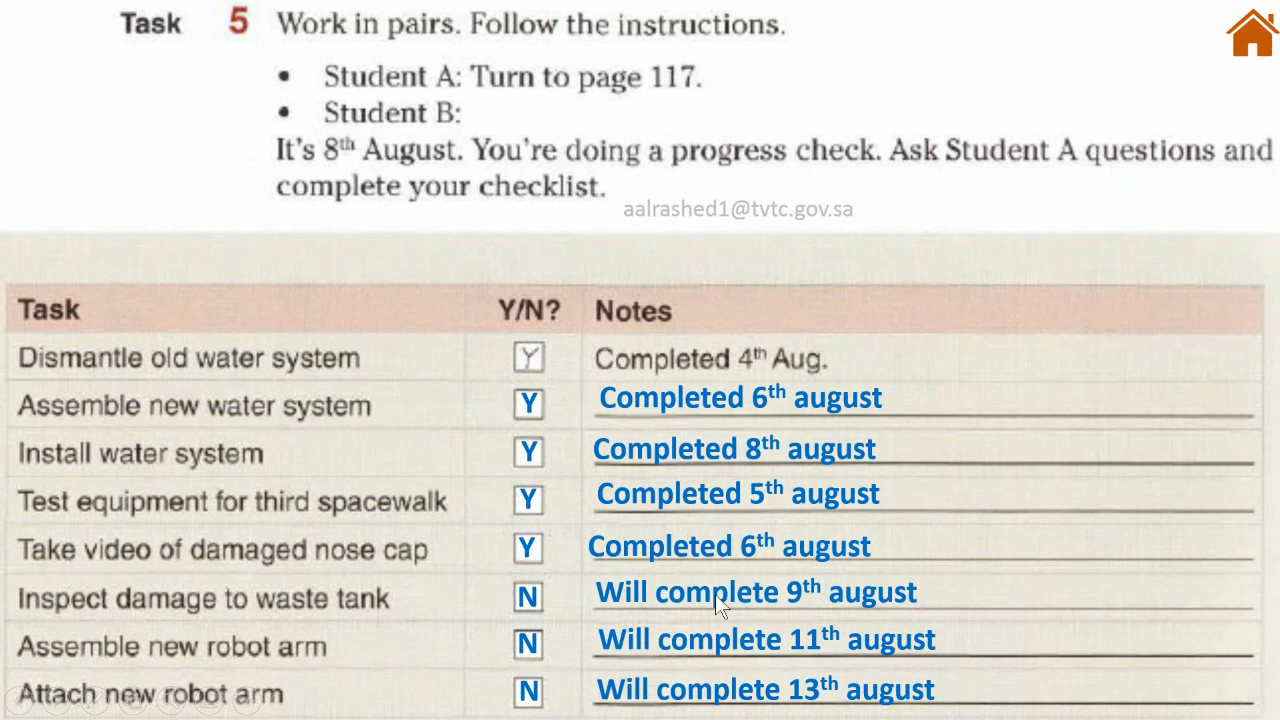 Task 5 Work in pairs. Follow the instructions.
• Student A: Turn to page 117.
• Student B:
It's 8th August. You're doing a progress check. Ask Student A questions and
complete your checklist.
aalrashed1@tvtc.gov.sa
Task Y/N? Notes
Dismantle old water system Y Completed 4th Aug.
Assemble new water system Y Completed 6th august
Install water system Y Completed 8th august
Test equipment for third spacewalk Y Completed 5th august
Take video of damaged nose cap Y Completed 6th august
Inspect damage to waste tank N Will complete 9th august
Assemble new robot arm N Will complete 11th august
Attach new robot arm N Will complete 13th august